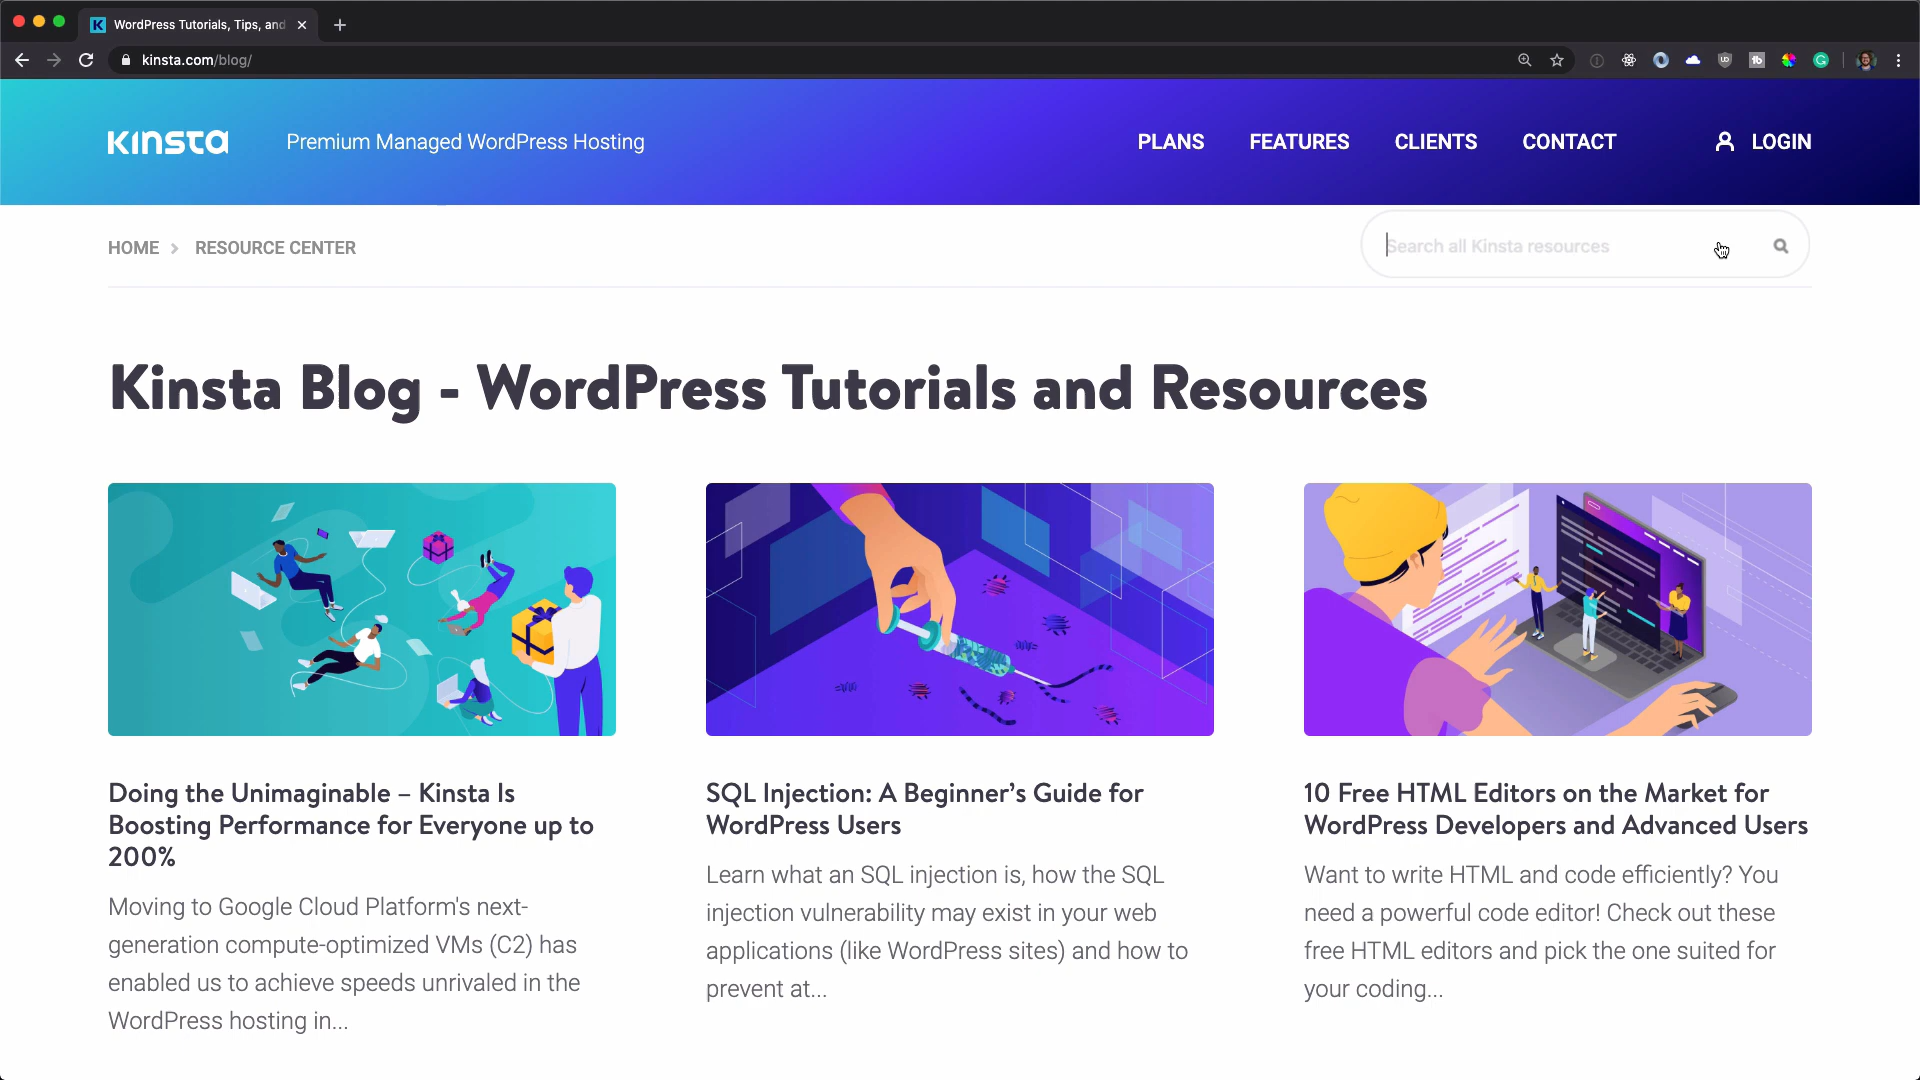 WordPress Tutorials, Tips, and
kinsta.com/blog/
KINSTA
Premium Managed WordPress Hosting
PLANS
FEATURES
CLIENTS
CONTACT
LOGIN
HOME
RESOURCE CENTER
Search all Kinsta resources
Kinsta Blog - WordPress Tutorials and Resources
Doing the Unimaginable – Kinsta Is
Boosting Performance for Everyone up to
200%
Moving to Google Cloud Platform's next-
generation compute-optimized VMs (C2) has
enabled us to achieve speeds unrivaled in the
WordPress hosting in...
SQL Injection: A Beginner’s Guide for
WordPress Users
Learn what an SQL injection is, how the SQL
injection vulnerability may exist in your web
applications (like WordPress sites) and how to
prevent at...
10 Free HTML Editors on the Market for
WordPress Developers and Advanced Users
Want to write HTML and code efficiently? You
need a powerful code editor! Check out these
free HTML editors and pick the one suited for
your coding...